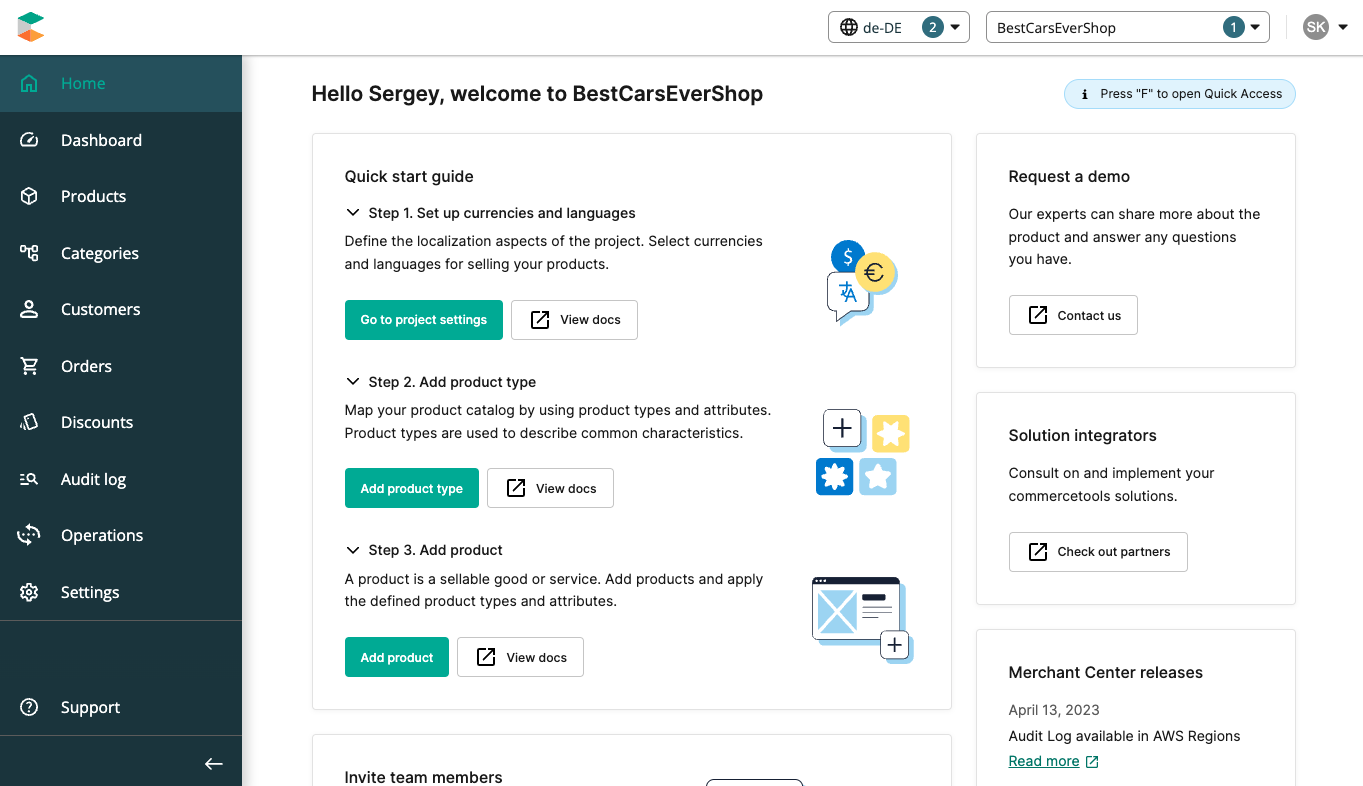 de-DE 2
BestCarsEverShop 1
SK
Home
Dashboard
Products
Categories
Customers
Orders
Discounts
Audit log
Operations
Settings
Support
Hello Sergey, welcome to BestCarsEverShop
Press "F" to open Quick Access
Quick start guide
Step 1. Set up currencies and languages
Define the localization aspects of the project. Select currencies
and languages for selling your products.
Go to project settings
View docs
$
€
文A
Step 2. Add product type
Map your product catalog by using product types and attributes.
Product types are used to describe common characteristics.
Add product type
View docs
Step 3. Add product
A product is a sellable good or service. Add products and apply
the defined product types and attributes.
Add product
View docs
Invite team members
Request a demo
Our experts can share more about the
product and answer any questions
you have.
Contact us
Solution integrators
Consult on and implement your
commercetools solutions.
Check out partners
Merchant Center releases
April 13, 2023
Audit Log available in AWS Regions
Read more